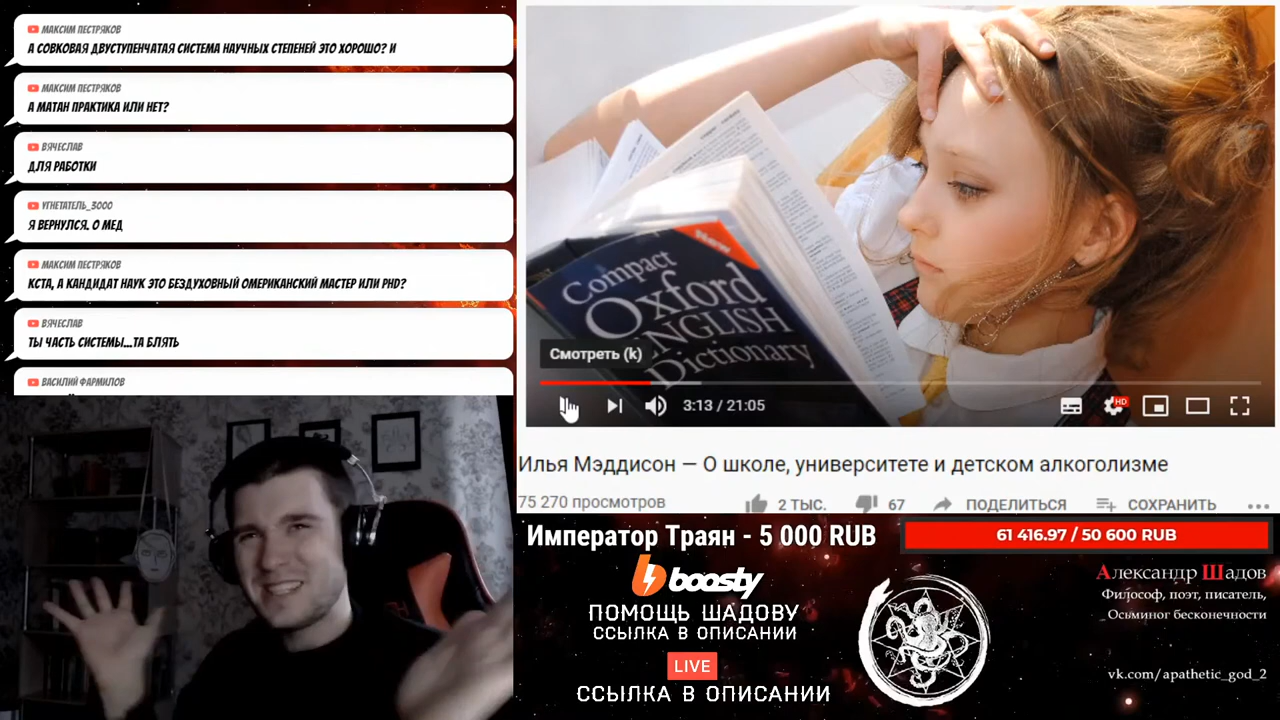 МАКСИМ ПЕСТРЯКОВ
А СОВКОВАЯ ДВУСТУПЕНЧАТАЯ СИСТЕМА НАУЧНЫХ СТЕПЕНЕЙ ЭТО ХОРОШО? И
МАКСИМ ПЕСТРЯКОВ
А МАТАН ПРАКТИКА ИЛИ НЕТ?
ВЯЧЕСЛАВ
ДЛЯ РАБОТКИ
УГНЕТАТЕЛЬ_3000
Я ВЕРНУЛСЯ. О МЕД
МАКСИМ ПЕСТРЯКОВ
КСТА, А КАНДИДАТ НАУК ЭТО БЕЗДУХОВНЫЙ ОМЕРИКАНСКИЙ МАСТЕР ИЛИ PHD?
ВЯЧЕСЛАВ
ТЫ ЧАСТЬ СИСТЕМЫ...ТА БЛЯТЬ
ВАСИЛИЙ ФАРМИЛОВ
New
Compact
Oxford
ENGLISH
Dictionary
Смотреть (k)
3:13 / 21:05
HD
Илья Мэддисон — О школе, университете и детском алкоголизме
75 270 просмотров
2 ТЫС.
67
ПОДЕЛИТЬСЯ
СОХРАНИТЬ
Император Траян - 5 000 RUB
61 416.97 / 50 600 RUB
boosty
ПОМОЩЬ ШАДОВУ
ССЫЛКА В ОПИСАНИИ
LIVE
ССЫЛКА В ОПИСАНИИ
Александр Шадов
Философ, поэт, писатель,
Осьминог бесконечности
vk.com/apathetic_god_2